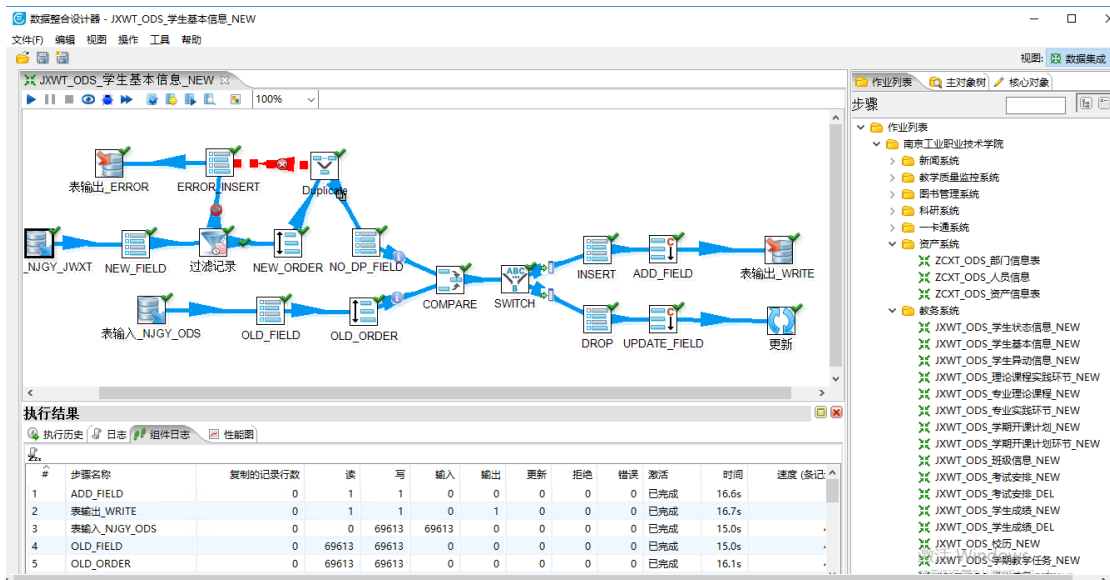 数据整合设计器 - JXWT_ODS_学生基本信息_NEW
文件(F) 编辑 视图 操作 工具 帮助
视图: 数据集成
JXWT_ODS_学生基本信息_NEW
100%
表输出_ERROR
ERROR_INSERT
Duplicate
_NJGY_JWXT
NEW_FIELD
过滤记录
NEW_ORDER
NO_DP_FIELD
COMPARE
SWITCH
INSERT
ADD_FIELD
表输出_WRITE
表输入_NJGY_ODS
OLD_FIELD
OLD_ORDER
DROP
UPDATE_FIELD
更新
执行结果
执行历史 日志 组件日志 性能图
# 步骤名称 复制的记录行数 读 写 输入 输出 更新 拒绝 错误 激活 时间 速度 (条记
1 ADD_FIELD 0 1 1 0 0 0 0 0 已完成 16.6s
2 表输出_WRITE 0 1 1 0 1 0 0 0 已完成 16.7s
3 表输入_NJGY_ODS 0 0 69613 69613 0 0 0 0 已完成 15.0s
4 OLD_FIELD 0 69613 69613 0 0 0 0 0 已完成 15.0s
5 OLD_ORDER 0 69613 69613 0 0 0 0 0 已完成 16.1s
作业列表 主对象树 核心对象
步骤
作业列表
南京工业职业技术学院
新闻系统
教学质量监控系统
图书管理系统
科研系统
一卡通系统
资产系统
ZCXT_ODS_部门信息表
ZCXT_ODS_人员信息
ZCXT_ODS_资产信息表
教务系统
JXWT_ODS_学生状态信息_NEW
JXWT_ODS_学生基本信息_NEW
JXWT_ODS_学生异动信息_NEW
JXWT_ODS_理论课程实践环节_NEW
JXWT_ODS_专业理论课程_NEW
JXWT_ODS_专业实践环节_NEW
JXWT_ODS_学期开课计划_NEW
JXWT_ODS_学期开课计划环节_NEW
JXWT_ODS_班级信息_NEW
JXWT_ODS_考试安排_NEW
JXWT_ODS_考试安排_DEL
JXWT_ODS_学生成绩_NEW
JXWT_ODS_学生成绩_DEL
JXWT_ODS_校历_NEW
激活 Windows
JXWT_ODS_学期教学任务_NEW